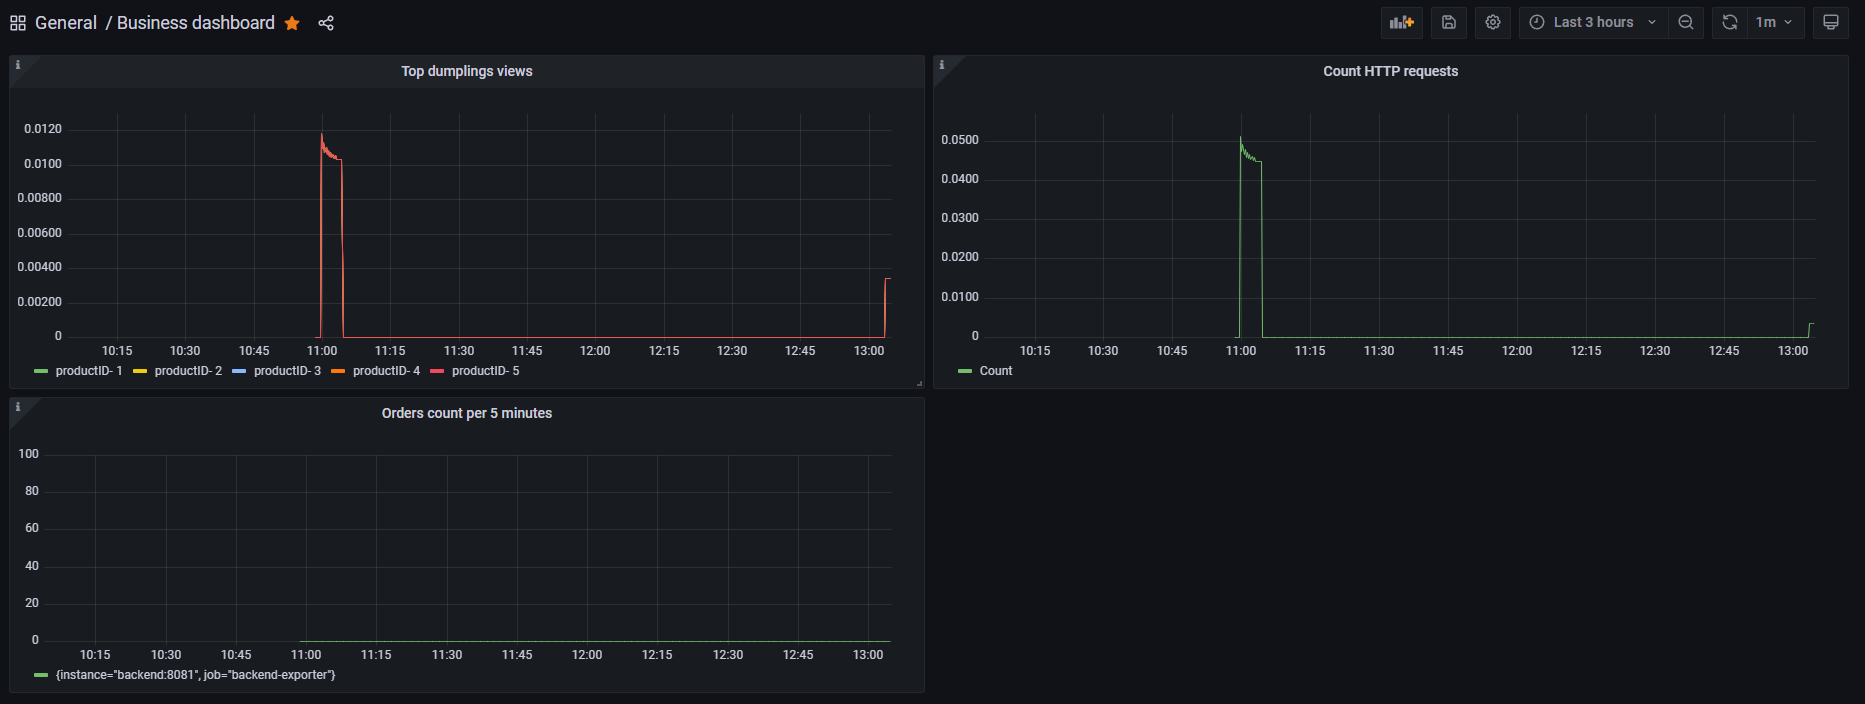 General / Business dashboard
Last 3 hours
1m
Top dumplings views
0.0120
0.0100
0.00800
0.00600
0.00400
0.00200
0
10:15 10:30 10:45 11:00 11:15 11:30 11:45 12:00 12:15 12:30 12:45 13:00
productID- 1 productID- 2 productID- 3 productID- 4 productID- 5
Count HTTP requests
0.0500
0.0400
0.0300
0.0200
0.0100
0
10:15 10:30 10:45 11:00 11:15 11:30 11:45 12:00 12:15 12:30 12:45 13:00
Count
Orders count per 5 minutes
100
80
60
40
20
0
10:15 10:30 10:45 11:00 11:15 11:30 11:45 12:00 12:15 12:30 12:45 13:00
{instance="backend:8081", job="backend-exporter"}